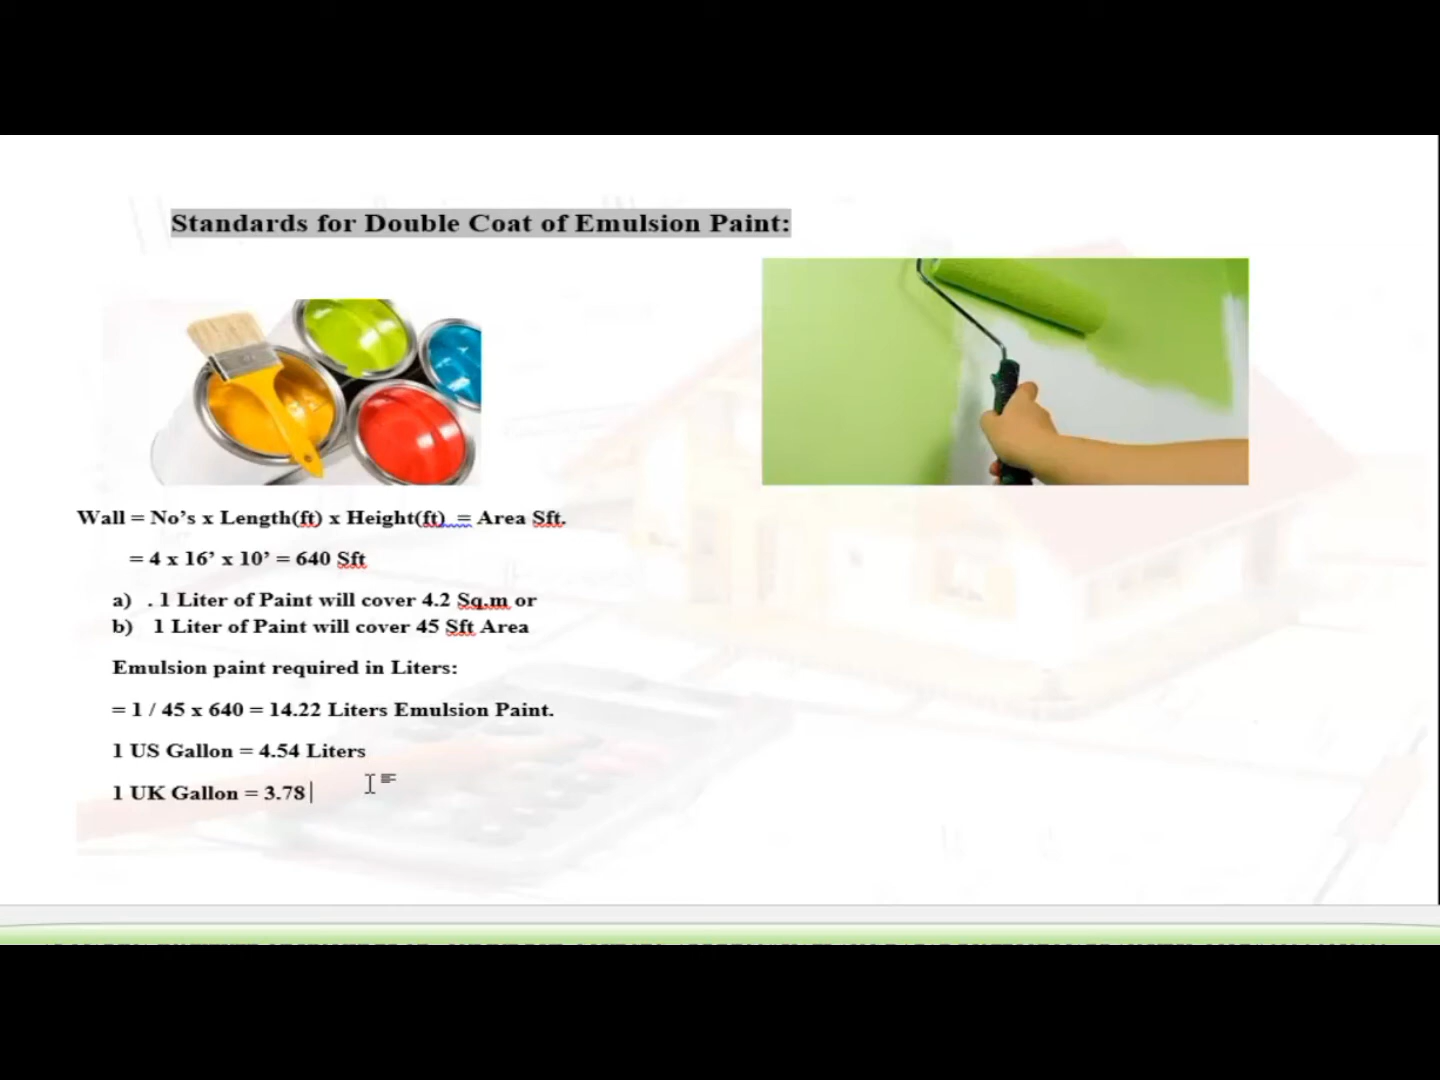 Standards for Double Coat of Emulsion Paint:
Wall = No’s x Length(ft) x Height(ft) = Area Sft.
= 4 x 16’ x 10’ = 640 Sft
a) . 1 Liter of Paint will cover 4.2 Sq.m or
b) 1 Liter of Paint will cover 45 Sft Area
Emulsion paint required in Liters:
= 1 / 45 x 640 = 14.22 Liters Emulsion Paint.
1 US Gallon = 4.54 Liters
1 UK Gallon = 3.78